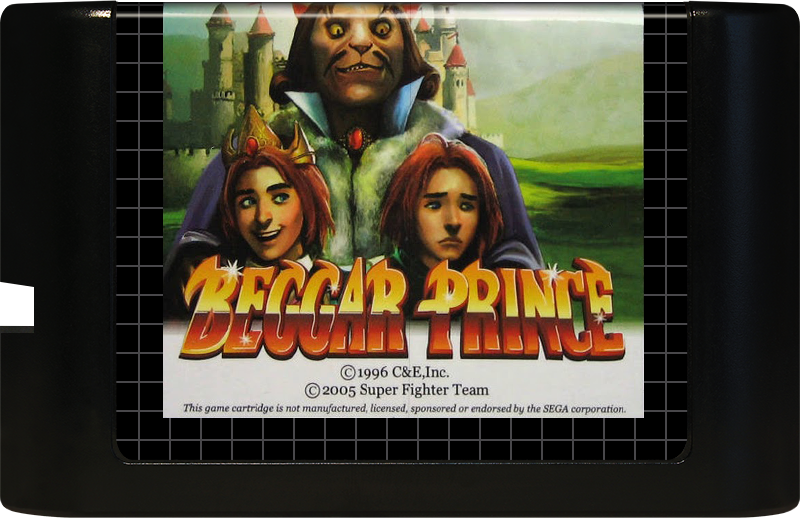 BEGGAR PRINCE
©1996 C&E,Inc.
©2005 Super Fighter Team
This game cartridge is not manufactured, licensed, sponsored or endorsed by the SEGA corporation.